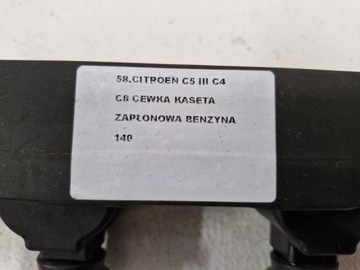 58.CITROEN C5 III C4
C8 CEWKA KASETA
ZAPŁONOWA BENZYNA
140